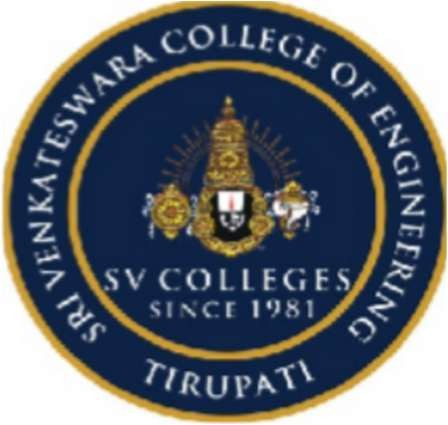 SRI VENKATESWARA COLLEGE OF ENGINEERING
SV COLLEGES
SINCE 1981
TIRUPATI